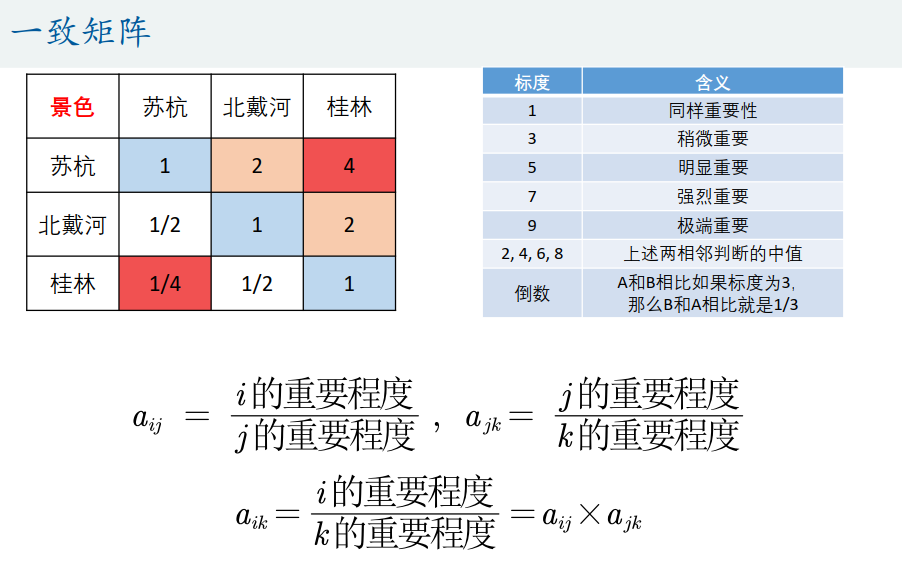 一致矩阵
景色 苏杭 北戴河 桂林
苏杭 1 2 4
北戴河 1/2 1 2
桂林 1/4 1/2 1
标度 含义
1 同样重要性
3 稍微重要
5 明显重要
7 强烈重要
9 极端重要
2, 4, 6, 8 上述两相邻判断的中值
倒数 A和B相比如果标度为3,
那么B和A相比就是1/3
a_{ij} = \frac{i的重要程度}{j的重要程度} , a_{jk} = \frac{j的重要程度}{k的重要程度}
a_{ik} = \frac{i的重要程度}{k的重要程度} = a_{ij} × a_{jk}